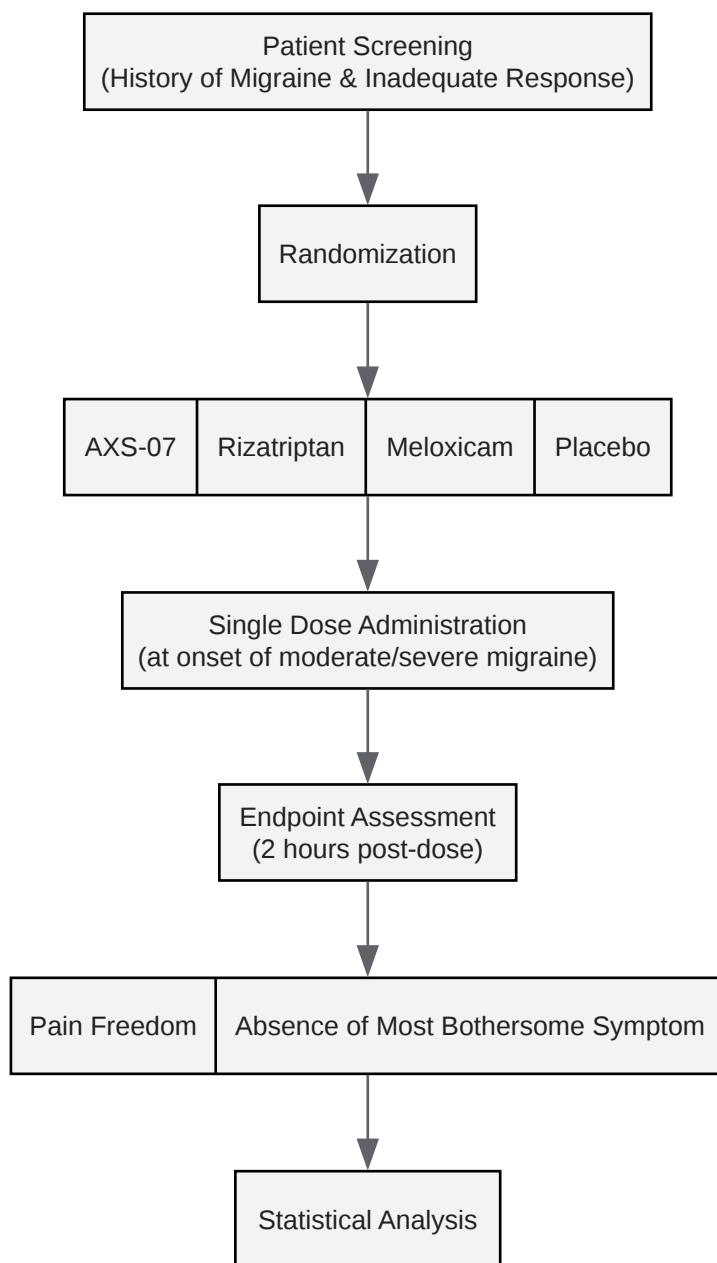 Patient Screening
(History of Migraine & Inadequate Response)
Randomization
AXS-07
Rizatriptan
Meloxicam
Placebo
Single Dose Administration
(at onset of moderate/severe migraine)
Endpoint Assessment
(2 hours post-dose)
Pain Freedom
Absence of Most Bothersome Symptom
Statistical Analysis